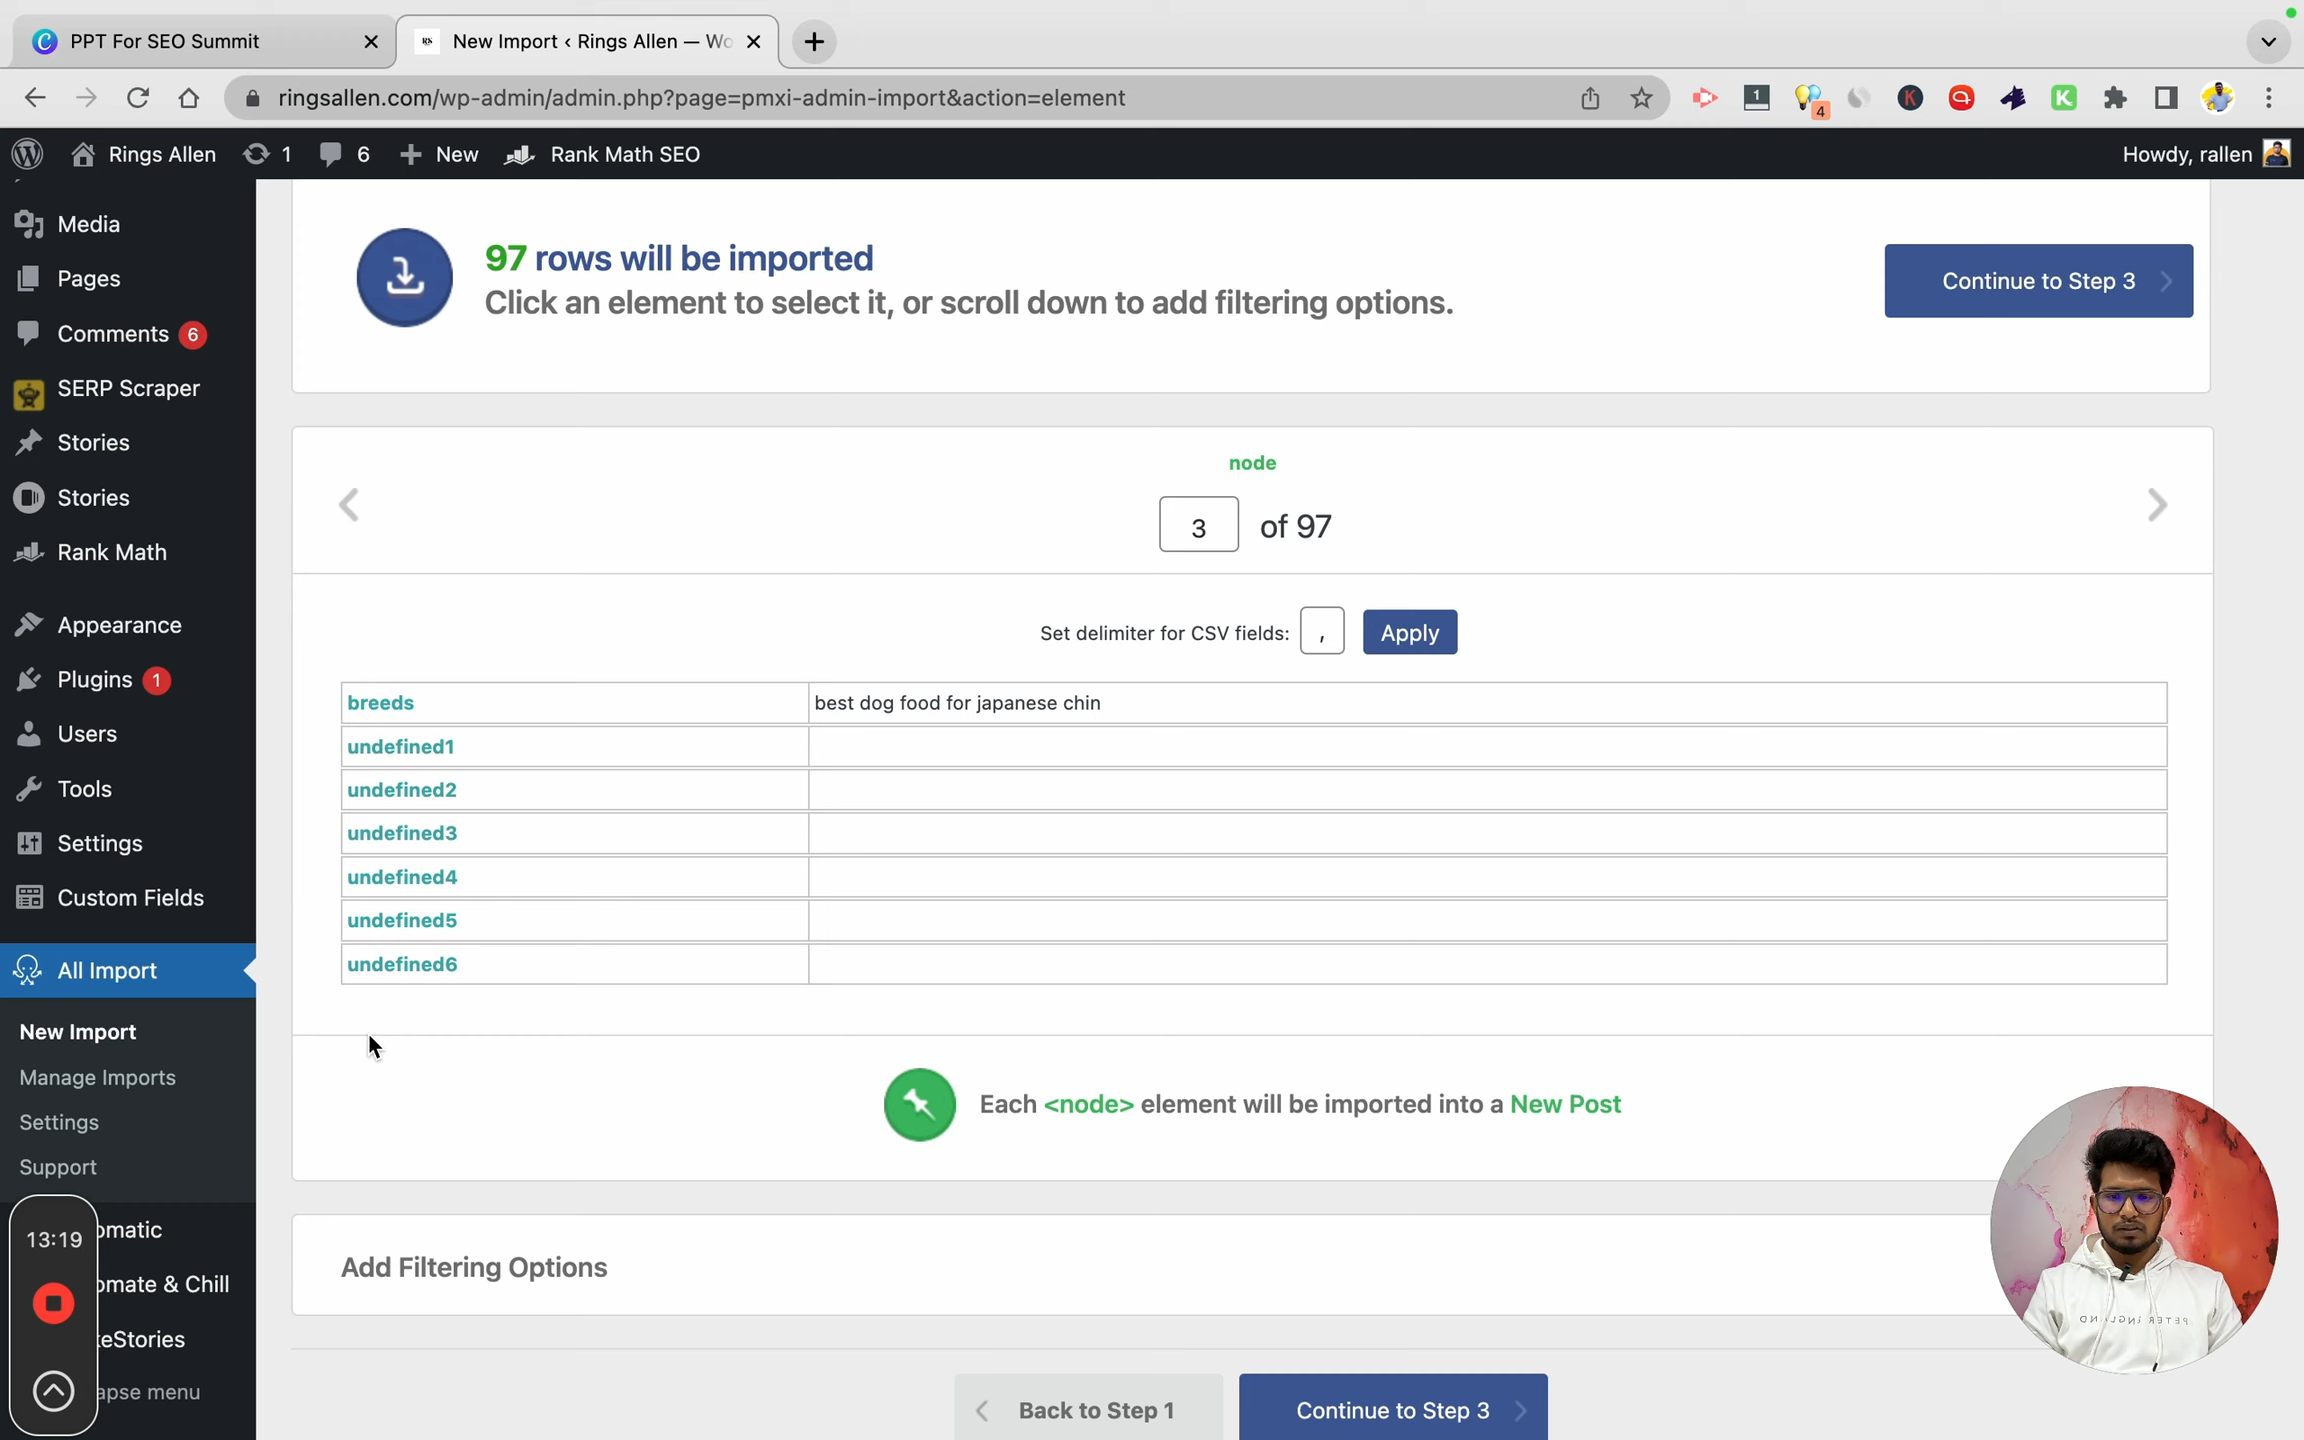 PPT For SEO Summit
New Import ‹ Rings Allen — Wo
ringsallen.com/wp-admin/admin.php?page=pmxi-admin-import&action=element
1
4
Rings Allen 1 6 New Rank Math SEO Howdy, rallen
Media
Pages
Comments 6
SERP Scraper
Stories
Stories
Rank Math
Appearance
Plugins 1
Users
Tools
Settings
Custom Fields
All Import
New Import
Manage Imports
Settings
Support
omatic
omate & Chill
eStories
apse menu
13:19
97 rows will be imported
Click an element to select it, or scroll down to add filtering options.
Continue to Step 3
node
3 of 97
Set delimiter for CSV fields: , Apply
breeds best dog food for japanese chin
undefined1
undefined2
undefined3
undefined4
undefined5
undefined6
Each <node> element will be imported into a New Post
Add Filtering Options
Back to Step 1
Continue to Step 3